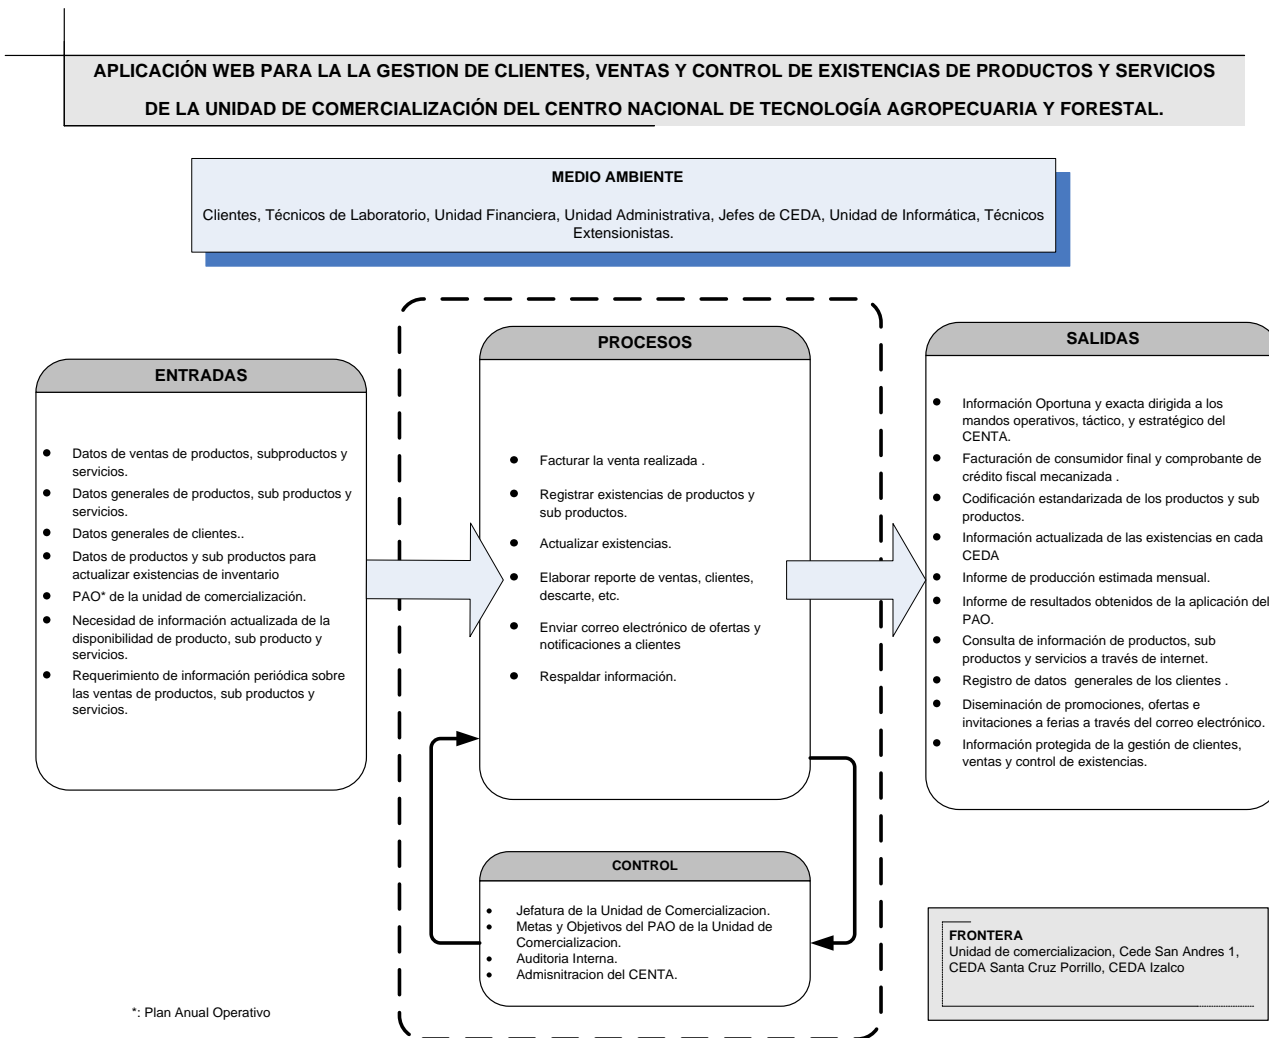 APLICACIÓN WEB PARA LA LA GESTION DE CLIENTES, VENTAS Y CONTROL DE EXISTENCIAS DE PRODUCTOS Y SERVICIOS
DE LA UNIDAD DE COMERCIALIZACIÓN DEL CENTRO NACIONAL DE TECNOLOGÍA AGROPECUARIA Y FORESTAL.
MEDIO AMBIENTE
Clientes, Técnicos de Laboratorio, Unidad Financiera, Unidad Administrativa, Jefes de CEDA, Unidad de Informática, Técnicos
Extensionistas.
ENTRADAS
● Datos de ventas de productos, subproductos y
servicios.
● Datos generales de productos, sub productos y
servicios.
● Datos generales de clientes..
● Datos de productos y sub productos para
actualizar existencias de inventario
● PAO* de la unidad de comercialización.
● Necesidad de información actualizada de la
disponibilidad de producto, sub producto y
servicios.
● Requerimiento de información periódica sobre
las ventas de productos, sub productos y
servicios.
PROCESOS
● Facturar la venta realizada .
● Registrar existencias de productos y
sub productos.
● Actualizar existencias.
● Elaborar reporte de ventas, clientes,
descarte, etc.
● Enviar correo electrónico de ofertas y
notificaciones a clientes
● Respaldar información.
SALIDAS
● Información Oportuna y exacta dirigida a los
mandos operativos, táctico, y estratégico del
CENTA.
● Facturación de consumidor final y comprobante de
crédito fiscal mecanizada .
● Codificación estandarizada de los productos y sub
productos.
● Información actualizada de las existencias en cada
CEDA
● Informe de producción estimada mensual.
● Informe de resultados obtenidos de la aplicación del
PAO.
● Consulta de información de productos, sub
productos y servicios a través de internet.
● Registro de datos generales de los clientes .
● Diseminación de promociones, ofertas e
invitaciones a ferias a través del correo electrónico.
● Información protegida de la gestión de clientes,
ventas y control de existencias.
CONTROL
• Jefatura de la Unidad de Comercializacion.
• Metas y Objetivos del PAO de la Unidad de
Comercializacion.
• Auditoria Interna.
• Admisnitracion del CENTA.
FRONTERA
Unidad de comercializacion, Cede San Andres 1,
CEDA Santa Cruz Porrillo, CEDA Izalco
*: Plan Anual Operativo